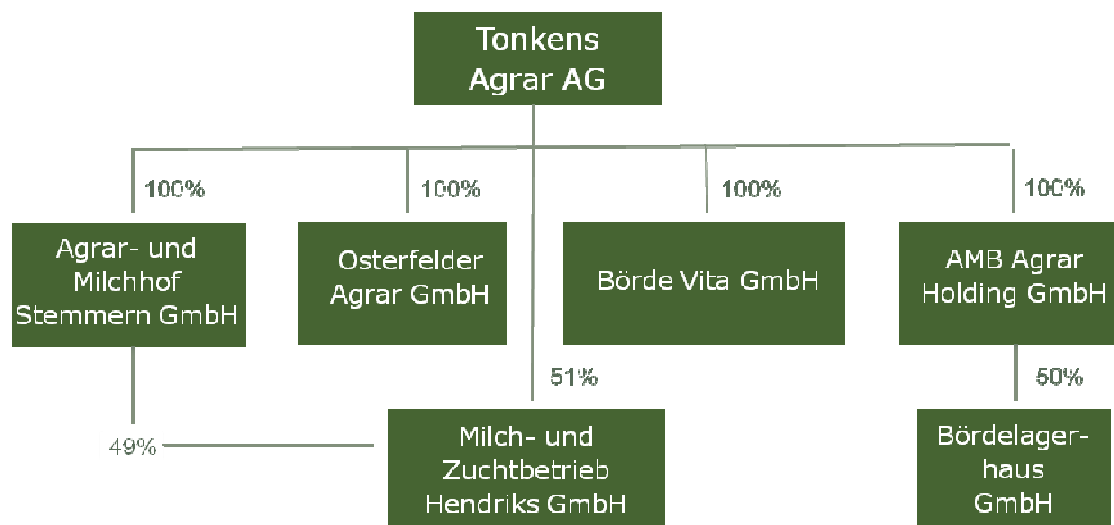 Tonkens
Agrar AG
100%
100%
100%
100%
Agrar- und
Milchhof
Stemmern GmbH
Osterfelder
Agrar GmbH
Börde Vita GmbH
AMB Agrar
Holding GmbH
51%
50%
49%
Milch- und
Zuchtbetrieb
Hendriks GmbH
Bördelager-
haus
GmbH